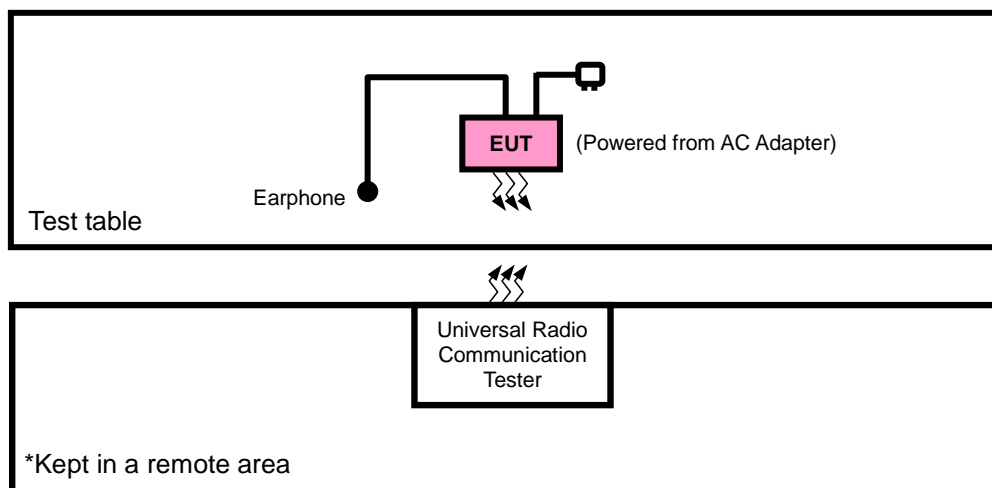 EUT
(Powered from AC Adapter)
Earphone
Test table
Universal Radio
Communication
Tester
*Kept in a remote area